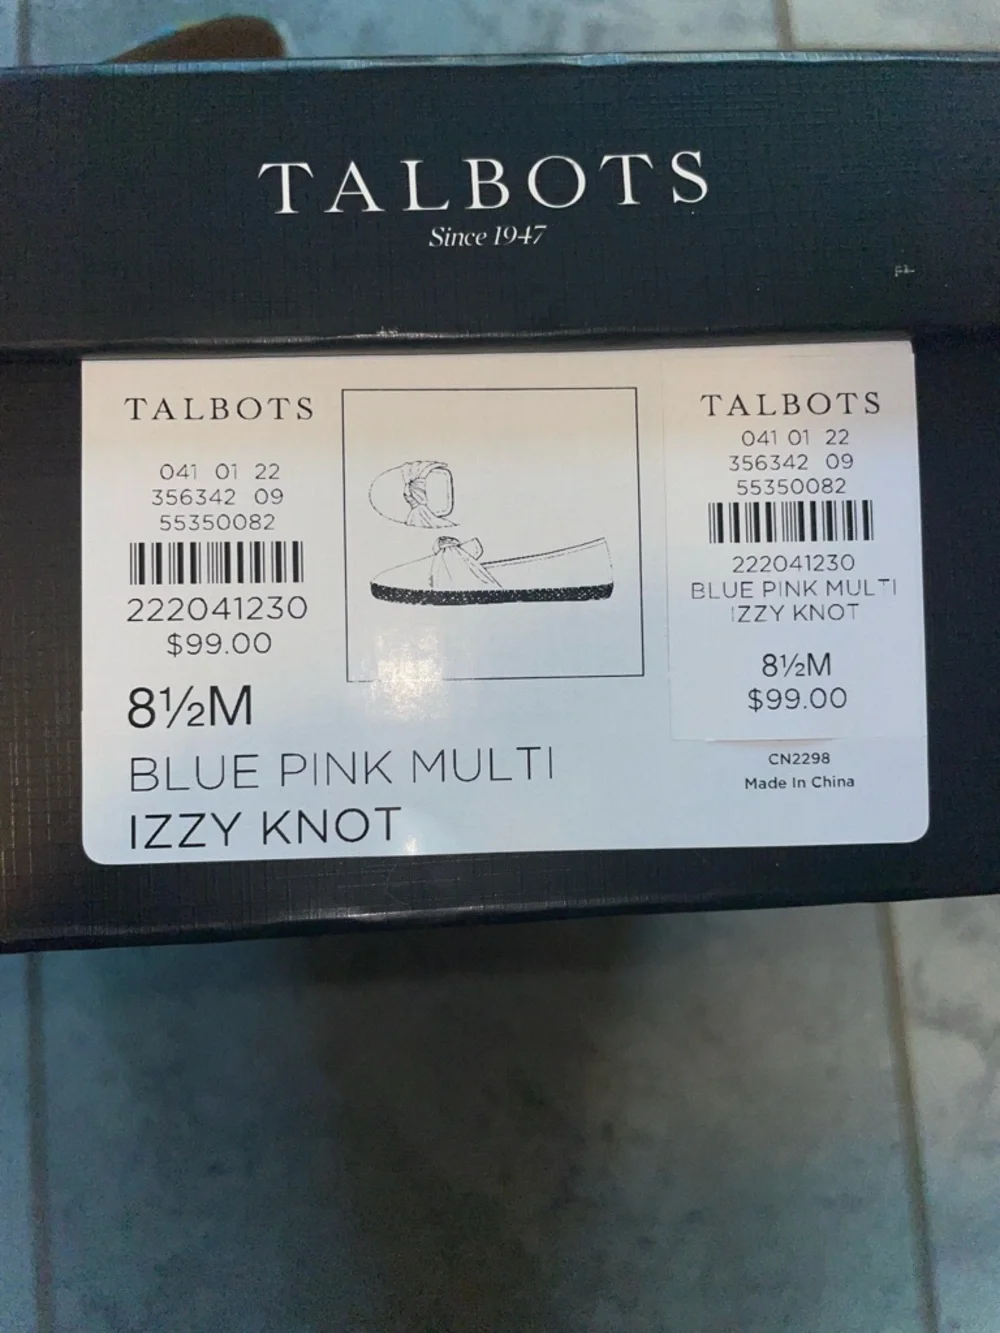 TALBOTS
Since 1947
TALBOTS
041 01 22
356342 09
55350082
222041230
$99.00
8½M
BLUE PINK MULTI
IZZY KNOT
TALBOTS
041 01 22
356342 09
55350082
222041230
BLUE PINK MULTI
IZZY KNOT
8½M
$99.00
CN2298
Made In China